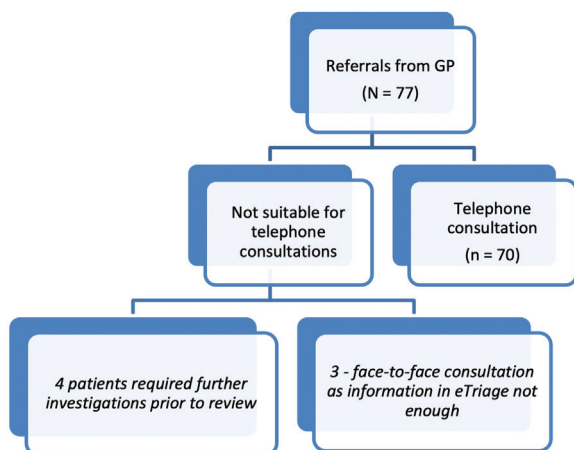 Referrals from GP
(N = 77)
Not suitable for
telephone
consultations
Telephone
consultation
(n = 70)
4 patients required further
investigations prior to review
3 - face-to-face consultation
as information in eTriage not
enough